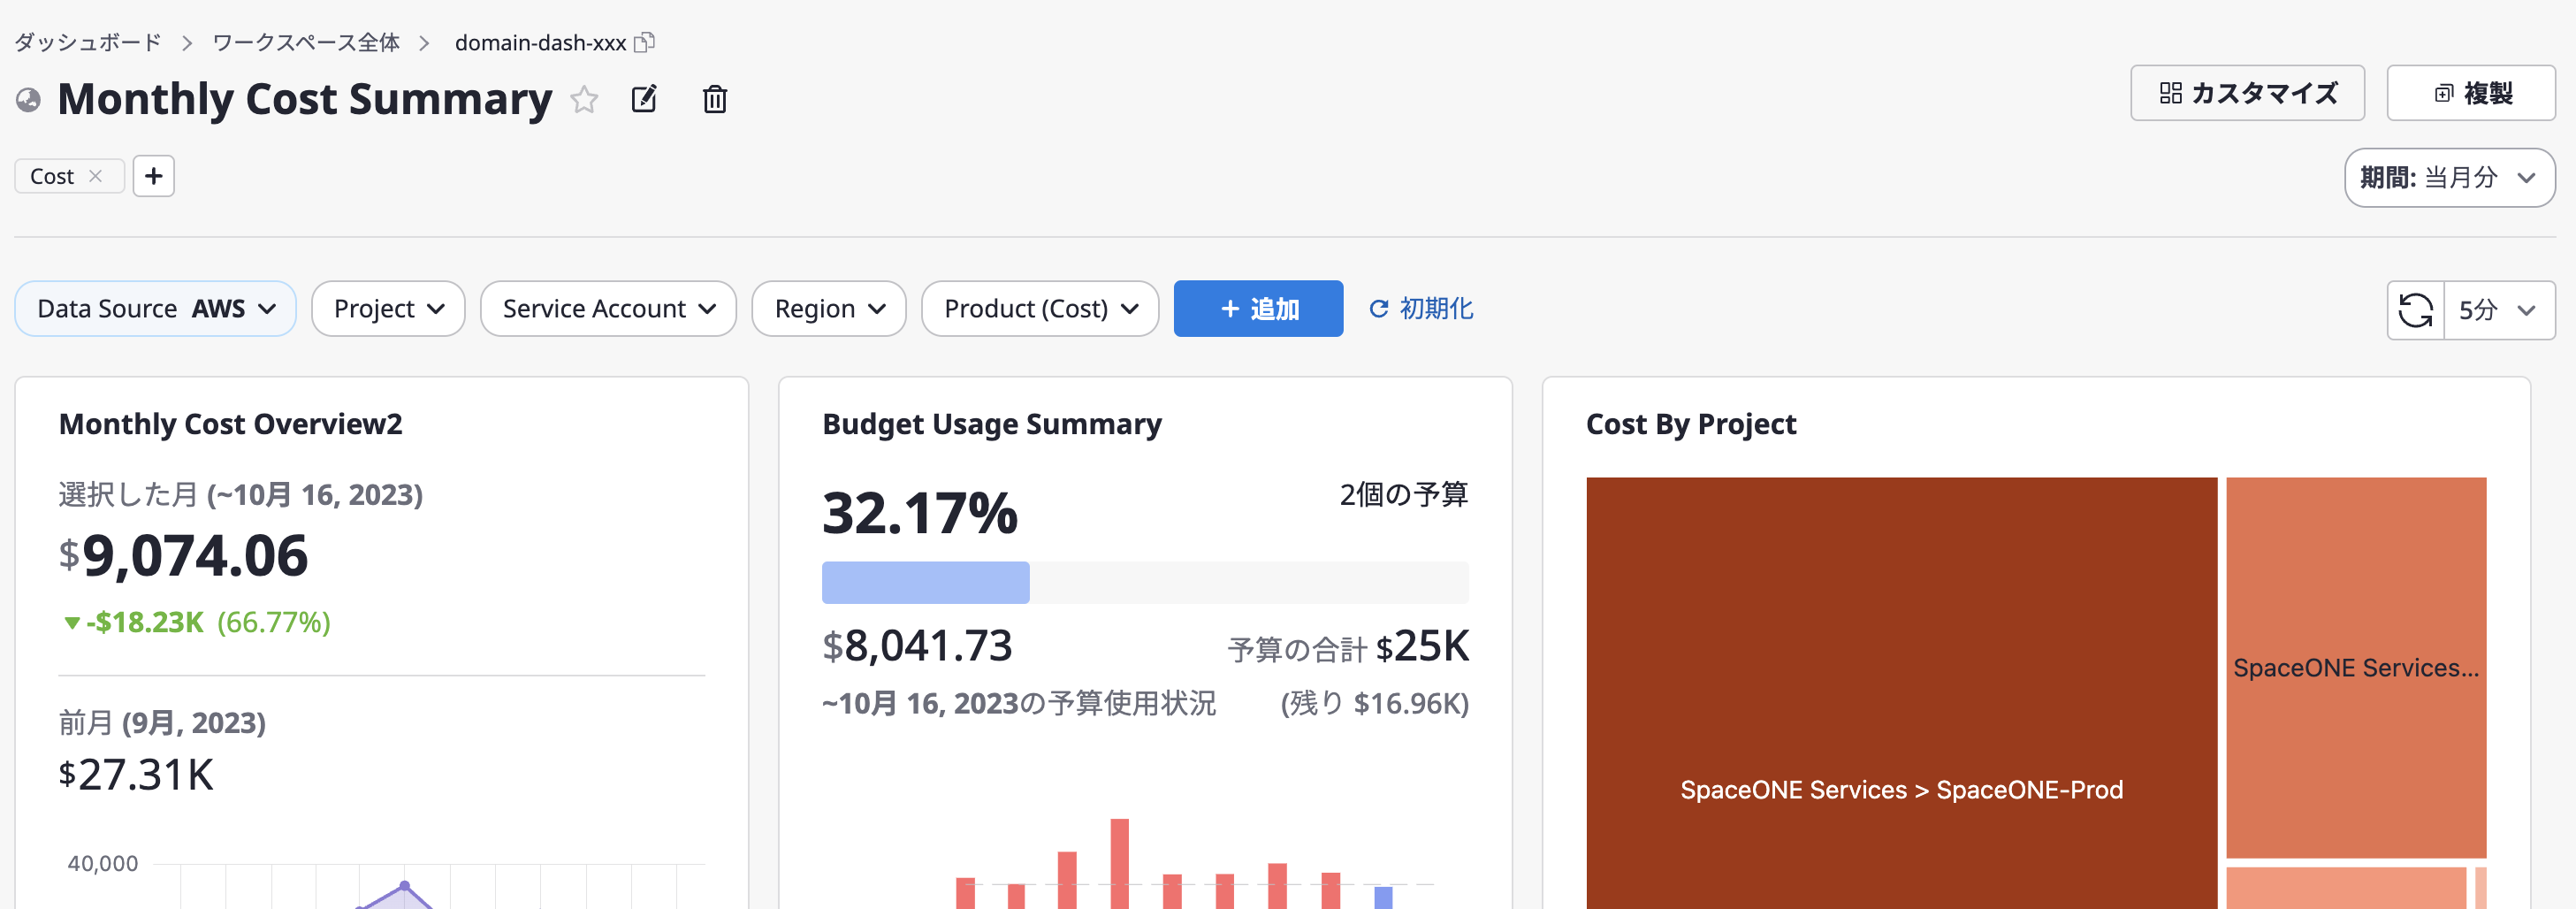 ダッシュボード > ワークスペース全体 > domain-dash-xxx
Monthly Cost Summary
カスタマイズ
複製
Cost
期間: 当月分
Data Source AWS
Project
Service Account
Region
Product (Cost)
+ 追加
初期化
5分
Monthly Cost Overview2
選択した月 (~10月 16, 2023)
$9,074.06
-$18.23K (66.77%)
前月 (9月, 2023)
$27.31K
40,000
Budget Usage Summary
32.17%
2個の予算
$8,041.73
予算の合計 $25K
~10月 16, 2023の予算使用状況
(残り $16.96K)
Cost By Project
SpaceONE Services > SpaceONE-Prod
SpaceONE Services...